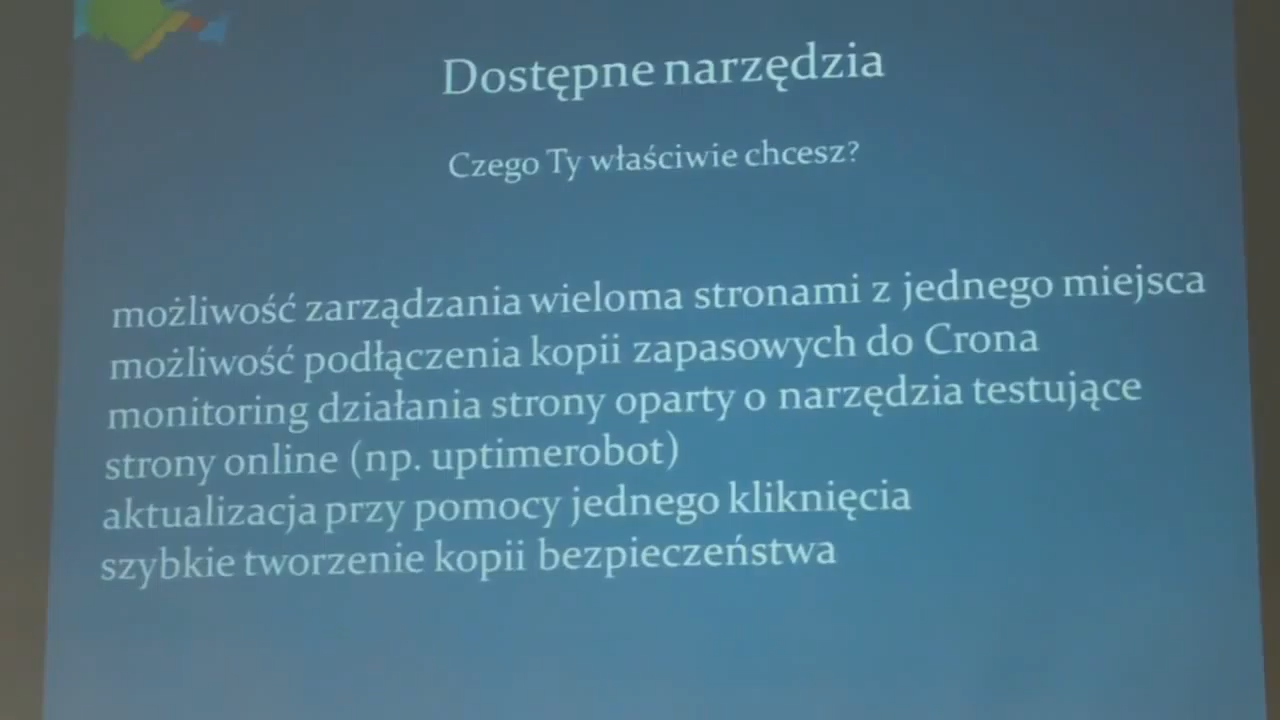 Dostępne narzędzia
Czego Ty właściwie chcesz?
możliwość zarządzania wieloma stronami z jednego miejsca
możliwość podłączenia kopii zapasowych do Crona
monitoring działania strony oparty o narzędzia testujące
strony online (np. uptimerobot)
aktualizacja przy pomocy jednego kliknięcia
szybkie tworzenie kopii bezpieczeństwa